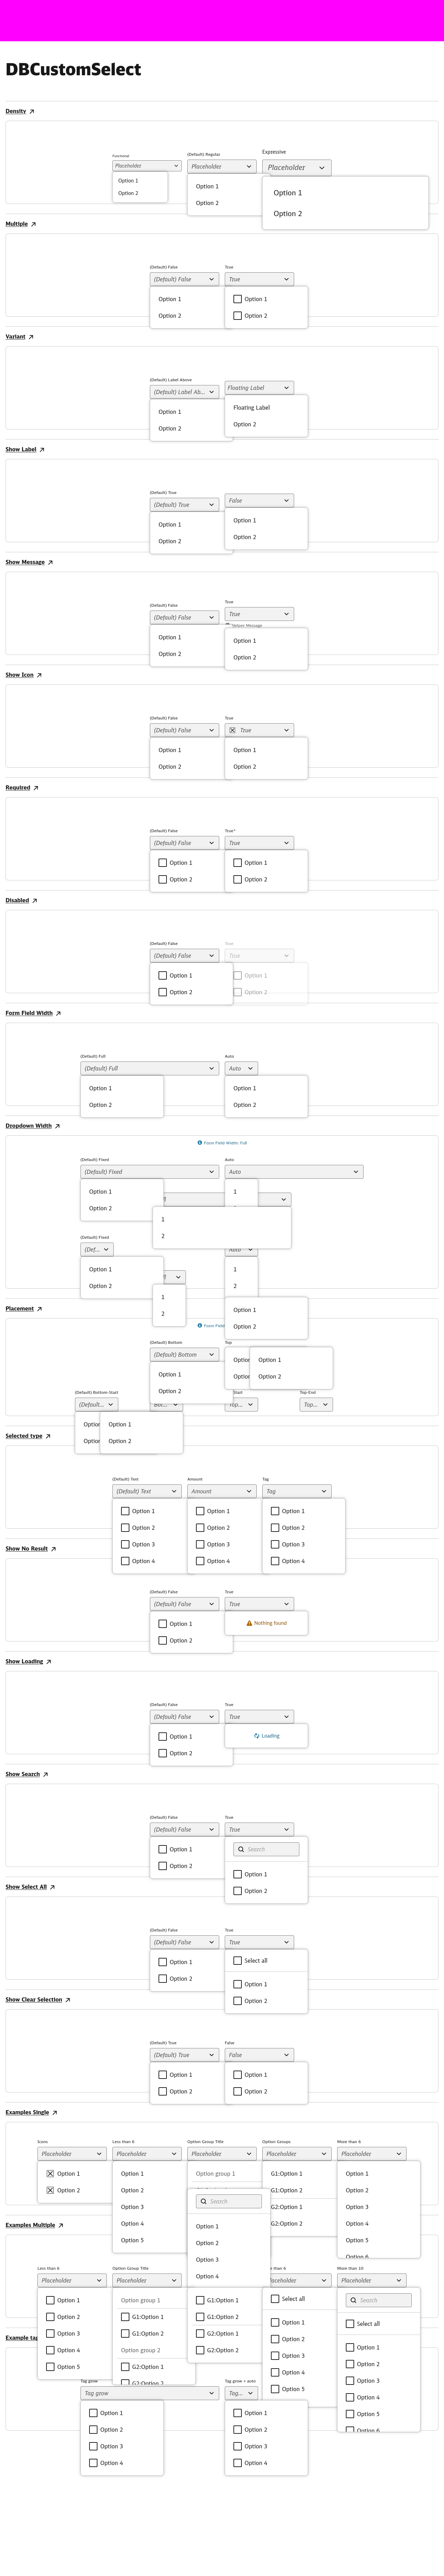 DBCustomSelect
Density
Functional
(Default) Regular
Expressive
Placeholder
Placeholder
Placeholder
Option 1
Option 2
Option 1
Option 2
Option 1
Option 2
Multiple
(Default) False
True
(Default) False
True
Option 1
Option 2
Option 1
Option 2
Variant
(Default) Label Above
(Default) Label Ab...
Floating Label
Option 1
Option 2
Floating Label
Option 2
Show Label
(Default) True
(Default) True
False
Option 1
Option 2
Option 1
Option 2
Show Message
(Default) False
True
(Default) False
True
Helper Message
Option 1
Option 2
Option 1
Option 2
Show Icon
(Default) False
True
(Default) False
True
Option 1
Option 2
Option 1
Option 2
Required
(Default) False
True*
(Default) False
True
Option 1
Option 2
Option 1
Option 2
Disabled
(Default) False
True
(Default) False
True
Option 1
Option 2
Option 1
Option 2
Form Field Width
(Default) Full
Auto
(Default) Full
Auto
Option 1
Option 2
Option 1
Option 2
Dropdown Width
Form Field Width: Full
(Default) Fixed
Auto
(Default) Fixed
Auto
Option 1
Option 2
1
1
2
(Default) Fixed
(Def...
Auto
Option 1
Option 2
1
2
1
2
Option 1
Option 2
Placement
Form Field
(Default) Bottom
Top
(Default) Bottom
Option 1
Option 2
Option
Option
Option 1
Option 2
(Default) Bottom-Start
Start
Top-End
(Default...
Bot...
Top...
Top...
Option
Option
Option 1
Option 2
Selected type
(Default) Text
Amount
Tag
(Default) Text
Amount
Tag
Option 1
Option 2
Option 3
Option 4
Option 1
Option 2
Option 3
Option 4
Option 1
Option 2
Option 3
Option 4
Show No Result
(Default) False
True
(Default) False
True
Option 1
Option 2
Nothing found
Show Loading
(Default) False
True
(Default) False
True
Option 1
Option 2
Loading
Show Search
(Default) False
True
(Default) False
True
Option 1
Option 2
Search
Option 1
Option 2
Show Select All
(Default) False
True
(Default) False
True
Option 1
Option 2
Select all
Option 1
Option 2
Show Clear Selection
(Default) True
False
(Default) True
False
Option 1
Option 2
Option 1
Option 2
Examples Single
Icons
Less than 6
Option Group Title
Option Groups
More than 6
Placeholder
Placeholder
Placeholder
Placeholder
Placeholder
Option 1
Option 2
Option 1
Option 2
Option 3
Option 4
Option 5
Option group 1
Search
Option 1
Option 2
Option 3
Option 4
G1:Option 1
G1:Option 2
G2:Option 1
G2:Option 2
Option 1
Option 2
Option 3
Option 4
Option 5
Option 6
Examples Multiple
Less than 6
Option Group Title
than 6
More than 10
Placeholder
Placeholder
Placeholder
Placeholder
Option 1
Option 2
Option 3
Option 4
Option 5
Option group 1
G1:Option 1
G1:Option 2
Option group 2
G2:Option 1
G2:Option 2
G1:Option 1
G1:Option 2
G2:Option 1
G2:Option 2
Select all
Option 1
Option 2
Option 3
Option 4
Option 5
Search
Select all
Option 1
Option 2
Option 3
Option 4
Option 5
Option 6
Example tag
Tag grow
Tag grow + auto
Tag grow
Tag...
Option 1
Option 2
Option 3
Option 4
Option 1
Option 2
Option 3
Option 4